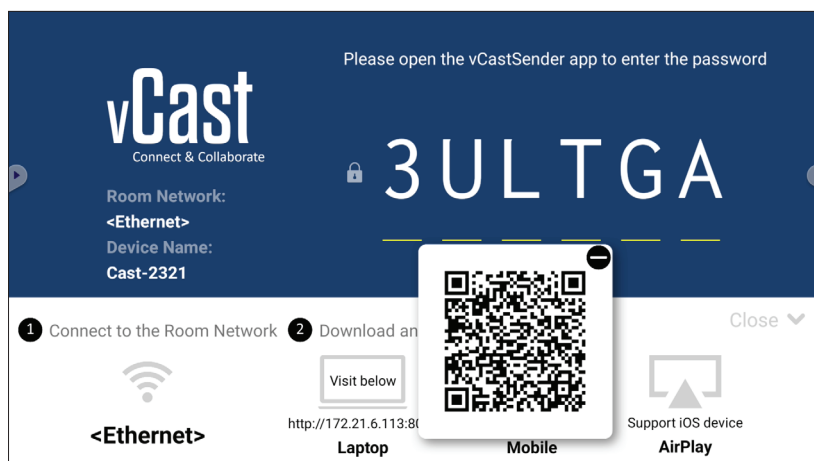 Please open the vCastSender app to enter the password
vCast
Connect & Collaborate
3ULTGA
Room Network:
<Ethernet>
Device Name:
Cast-2321
1 Connect to the Room Network
2 Download an
Close
Visit below
http://172.21.6.113:80
Support iOS device
<Ethernet>
Laptop
Mobile
AirPlay